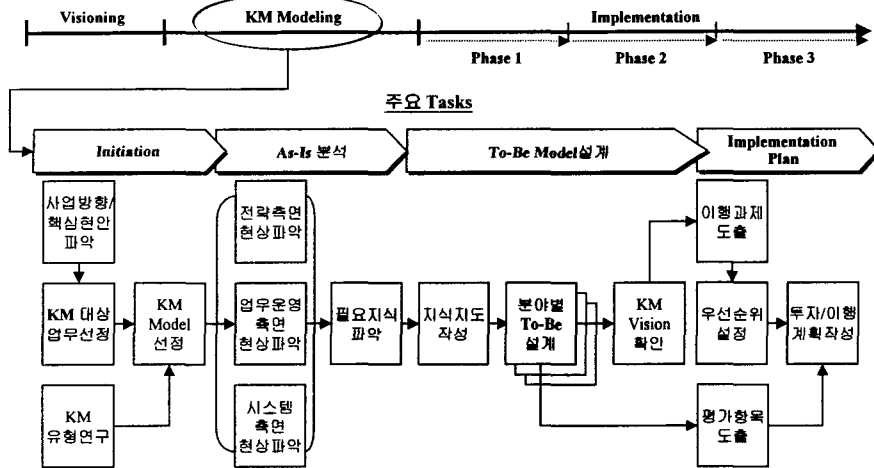 Visioning
KM Modeling
Implementation
Phase 1
Phase 2
Phase 3
주요 Tasks
Initiation
As-Is 분석
To-Be Model설계
Implementation
Plan
사업방향/
핵심현안
파악
KM 대상
업무선정
KM
유형연구
KM
Model
선정
전략측면
현상파악
업무운영
측면
현상파악
시스템
측면
현상파악
필요지식
파악
지식지도
작성
분야별
To-Be
설계
KM
Vision
확인
이행과제
도출
우선순위
설정
평가항목
도출
투자/이행
계획작성